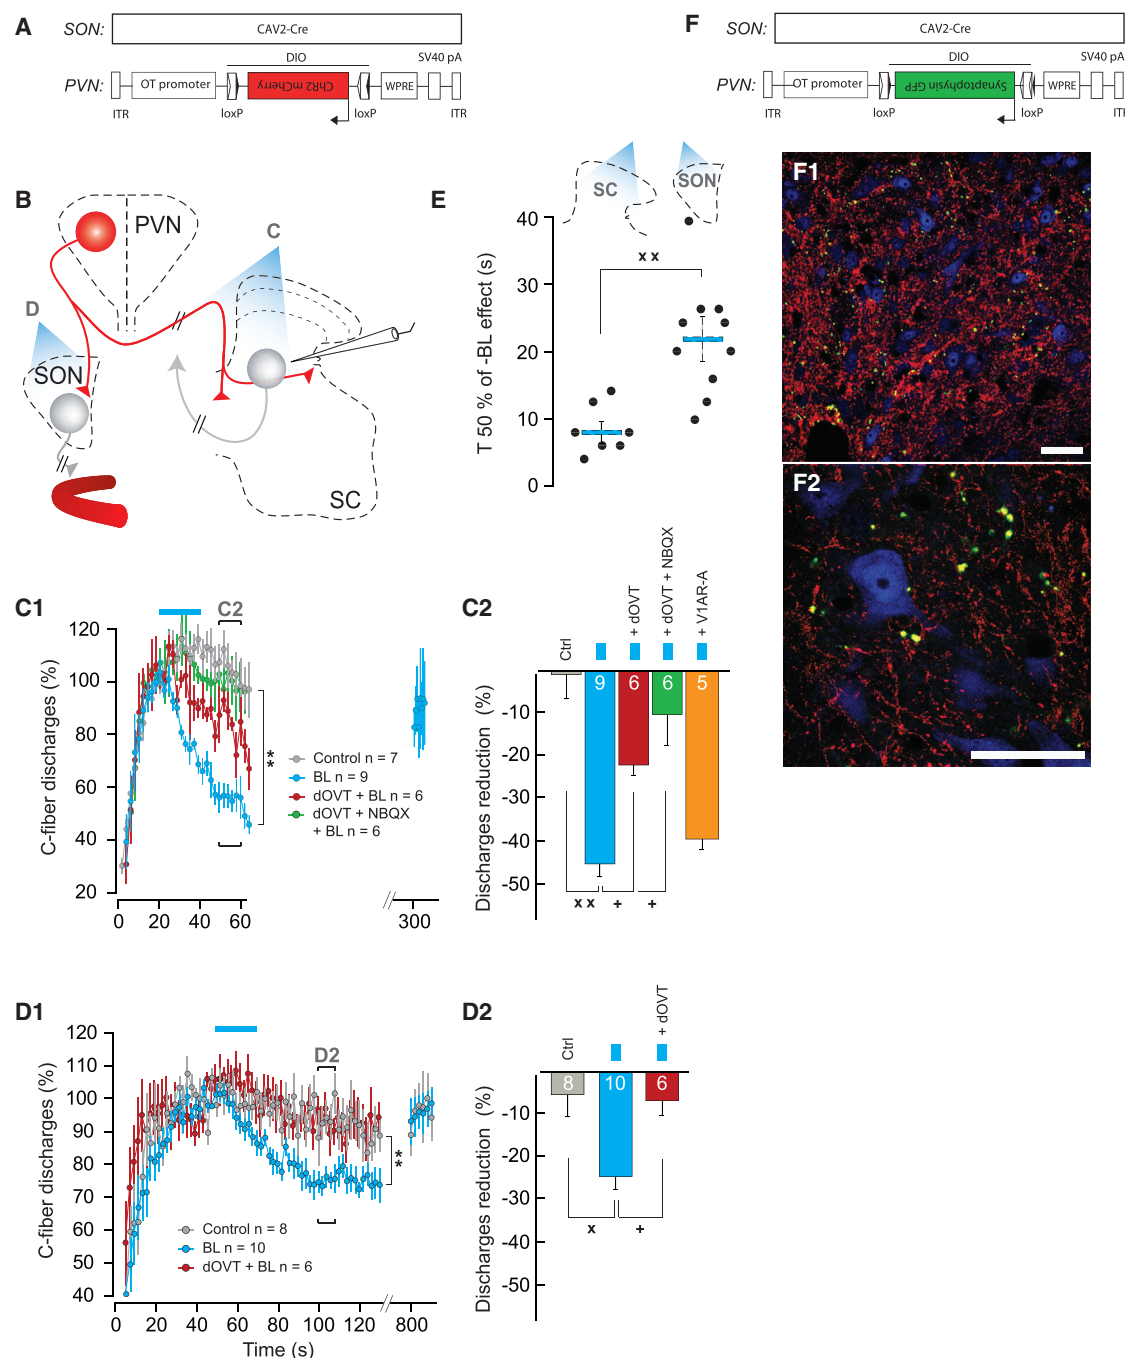 A
SON:
CAV2-Cre
DIO
SV40 pA
PVN:
OT promoter
ChR2 mCherry
WPRE
ITR
loxP
loxP
ITR
F
SON:
CAV2-Cre
DIO
SV40 pA
PVN:
OT promoter
Synaptophysin GFP
WPRE
ITR
loxP
loxP
ITR
B
PVN
C
D
SON
SC
E
SC
SON
T 50 % of -BL effect (s)
40
30
20
10
0
x x
F1
F2
C1
C2
C-fiber discharges (%)
120
100
80
60
40
20
0
20
40
60
300
**
Control n = 7
BL n = 9
dOVT + BL n = 6
dOVT + NBQX
+ BL n = 6
C2
Ctrl
+ dOVT
+ dOVT + NBQX
+ V1AR-A
Discharges reduction (%)
9
6
6
5
-10
-20
-30
-40
-50
x x
+
+
D1
D2
C-fiber discharges (%)
120
110
100
90
80
70
60
50
40
**
Control n = 8
BL n = 10
dOVT + BL n = 6
0
20
40
60
80
100
120
800
Time (s)
D2
Ctrl
+ dOVT
Discharges reduction (%)
8
10
6
-10
-20
-30
-40
-50
x
+